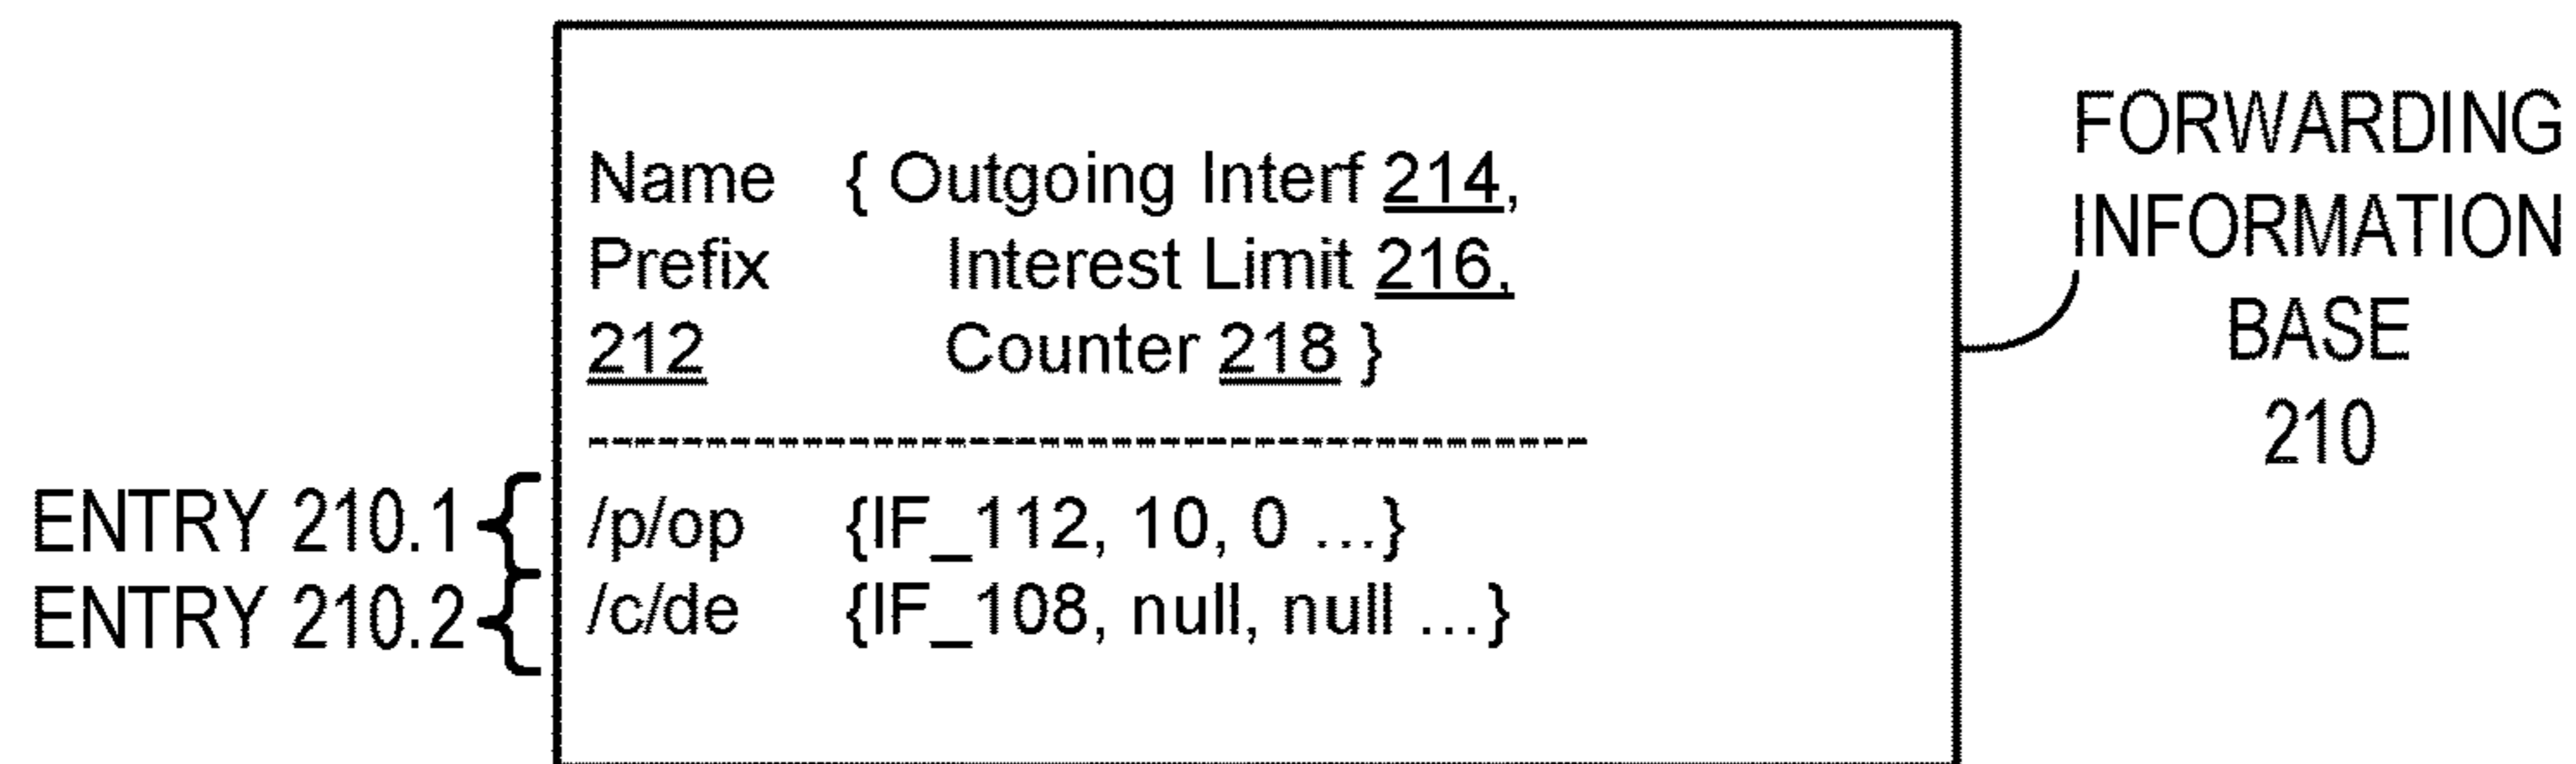 Name { Outgoing Interf 214,
Prefix Interest Limit 216,
212 Counter 218 }
--------------------------------------------
/p/op {IF_112, 10, 0 ...}
/c/de {IF_108, null, null ...}
ENTRY 210.1
ENTRY 210.2
FORWARDING
INFORMATION
BASE
210